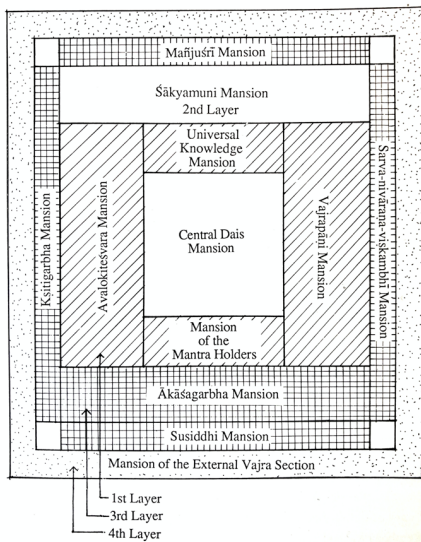 Mañjuśrī Mansion
Śākyamuni Mansion
2nd Layer
Universal
Knowledge
Mansion
Kṣitigarbha Mansion
Avalokiteśvara Mansion
Central Dais
Mansion
Vajrapāṇi Mansion
Sarva-nivāraṇa-viṣkambhī Mansion
Mansion
of the
Mantra Holders
Ākāśagarbha Mansion
Susiddhi Mansion
Mansion of the External Vajra Section
1st Layer
3rd Layer
4th Layer